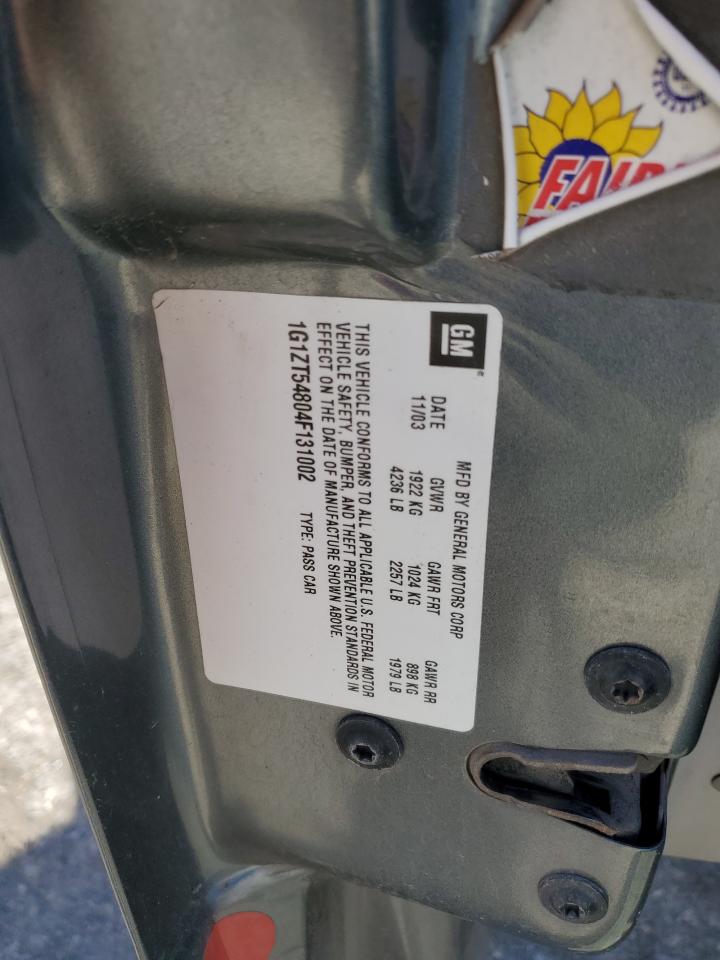 GM
MFD BY GENERAL MOTORS CORP
DATE GVWR GAWR FRT GAWR RR
11/03 1922 KG 1024 KG 898 KG
4236 LB 2257 LB 1979 LB
THIS VEHICLE CONFORMS TO ALL APPLICABLE U.S. FEDERAL MOTOR
VEHICLE SAFETY, BUMPER, AND THEFT PREVENTION STANDARDS IN
EFFECT ON THE DATE OF MANUFACTURE SHOWN ABOVE.
1G1ZT54804F131002 TYPE: PASS CAR